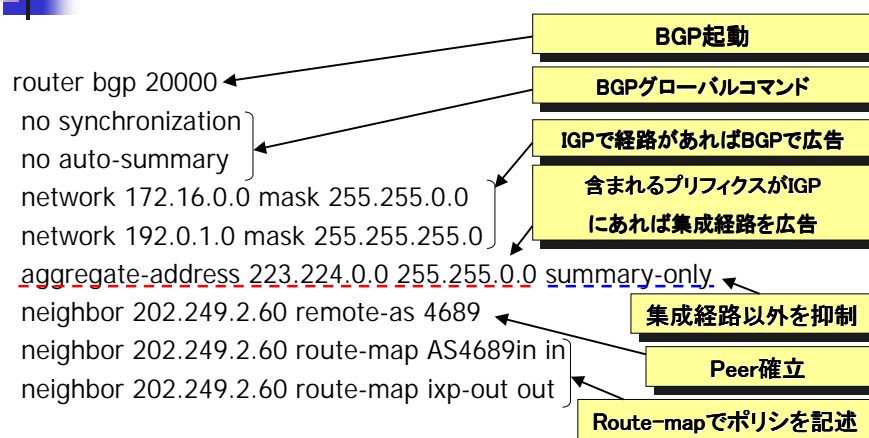 BGP起動
router bgp 20000
BGPグローバルコマンド
no synchronization
no auto-summary
IGPで経路があればBGPで広告
network 172.16.0.0 mask 255.255.0.0
network 192.0.1.0 mask 255.255.255.0
含まれるプリフィクスがIGP
にあれば集成経路を広告
aggregate-address 223.224.0.0 255.255.0.0 summary-only
集成経路以外を抑制
neighbor 202.249.2.60 remote-as 4689
Peer確立
neighbor 202.249.2.60 route-map AS4689in in
neighbor 202.249.2.60 route-map ixp-out out
Route-mapでポリシを記述